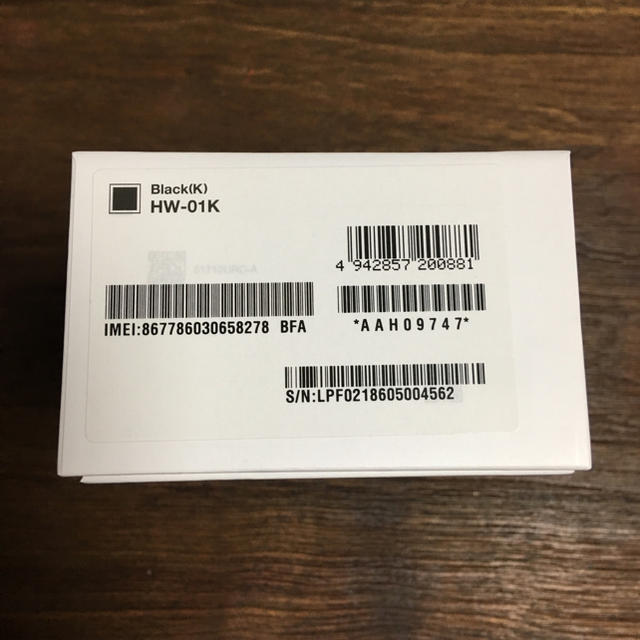 Black(K)
HW-01K
4 942857 200881
IMEI:867786030658278 BFA
*AAH09747*
S/N:LPF0218605004562